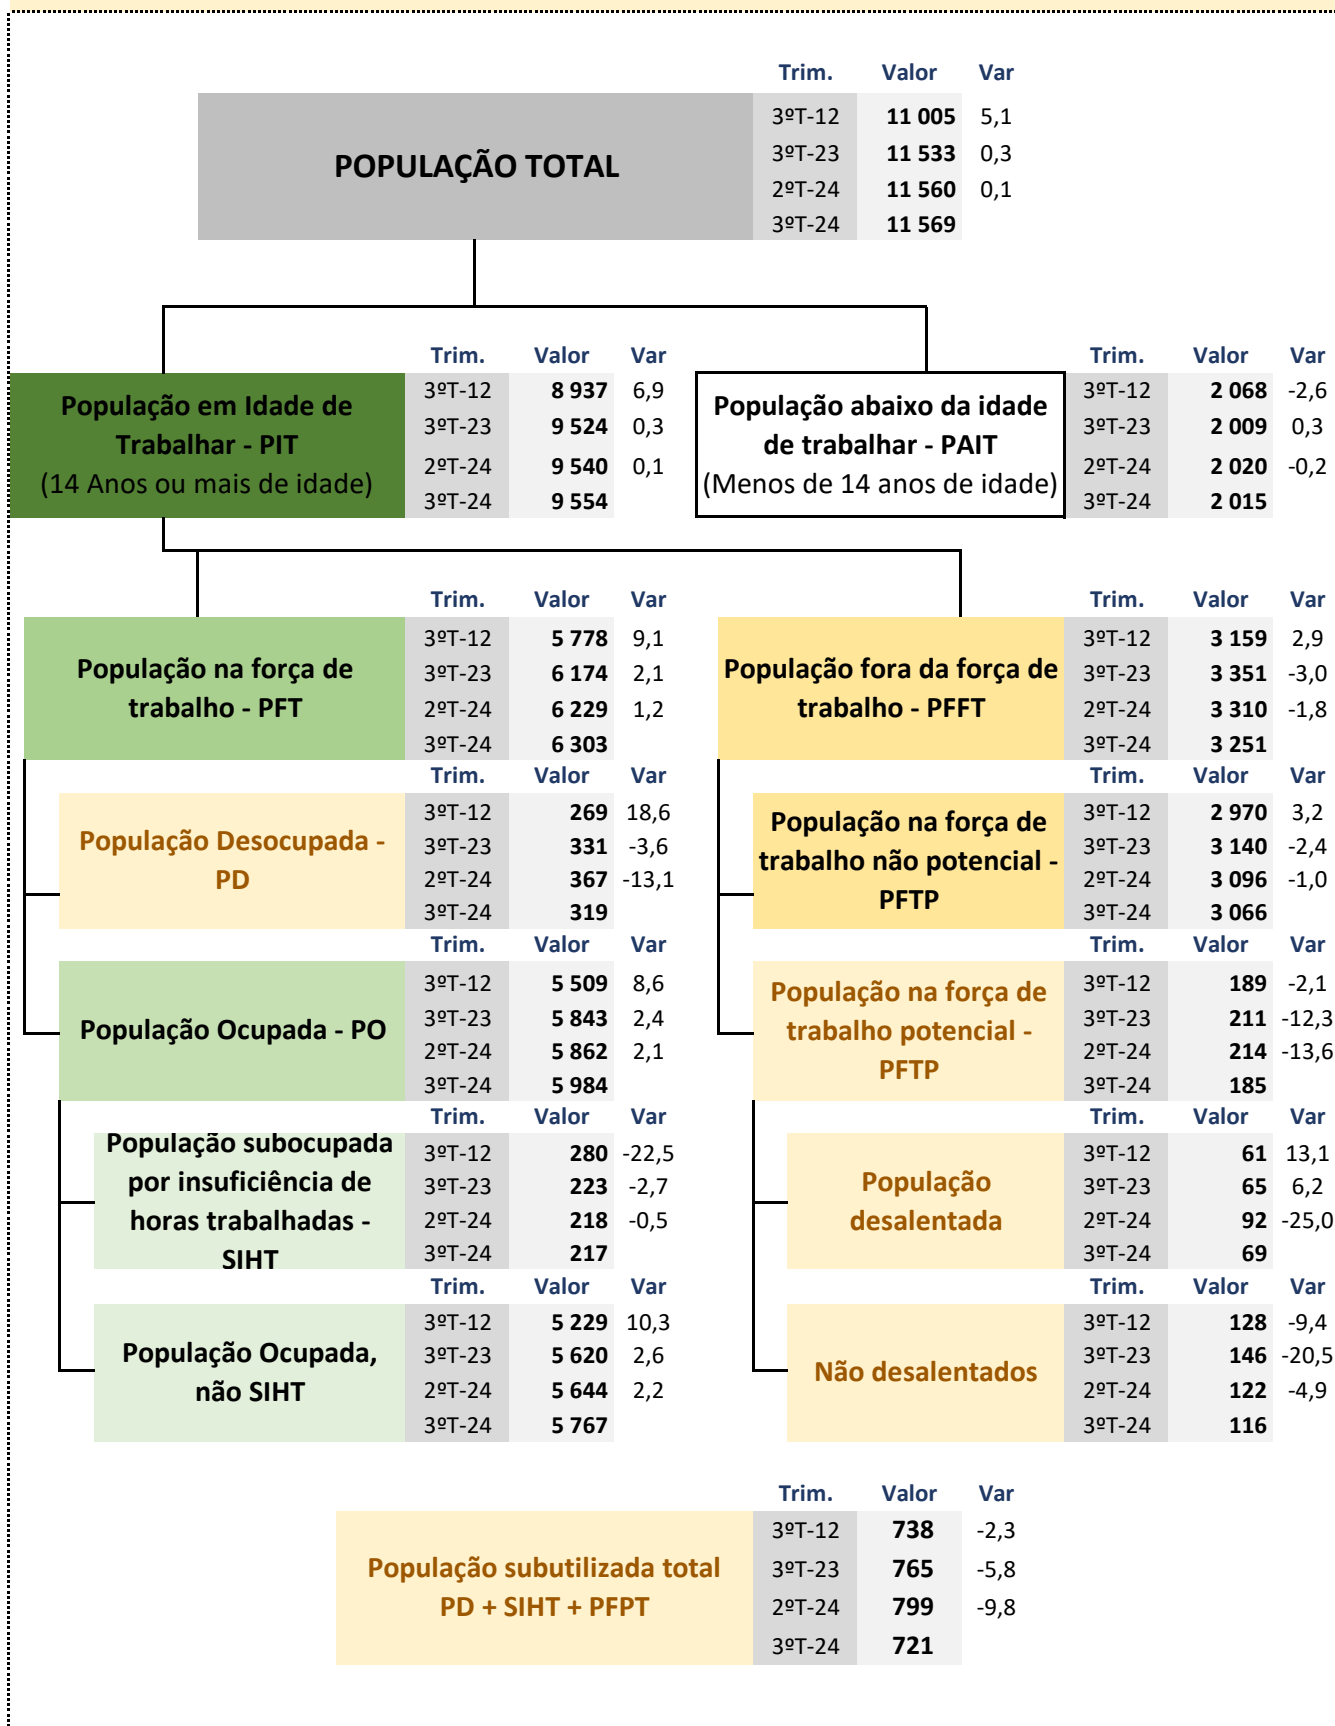 Trim. Valor Var
POPULAÇÃO TOTAL
3ºT-12 11 005 5,1
3ºT-23 11 533 0,3
2ºT-24 11 560 0,1
3ºT-24 11 569
Trim. Valor Var
População em Idade de
Trabalhar - PIT
(14 Anos ou mais de idade)
3ºT-12 8 937 6,9
3ºT-23 9 524 0,3
2ºT-24 9 540 0,1
3ºT-24 9 554
Trim. Valor Var
População abaixo da idade
de trabalhar - PAIT
(Menos de 14 anos de idade)
3ºT-12 2 068 -2,6
3ºT-23 2 009 0,3
2ºT-24 2 020 -0,2
3ºT-24 2 015
Trim. Valor Var
População na força de
trabalho - PFT
3ºT-12 5 778 9,1
3ºT-23 6 174 2,1
2ºT-24 6 229 1,2
3ºT-24 6 303
Trim. Valor Var
População fora da força de
trabalho - PFFT
3ºT-12 3 159 2,9
3ºT-23 3 351 -3,0
2ºT-24 3 310 -1,8
3ºT-24 3 251
Trim. Valor Var
População Desocupada -
PD
3ºT-12 269 18,6
3ºT-23 331 -3,6
2ºT-24 367 -13,1
3ºT-24 319
Trim. Valor Var
População na força de
trabalho não potencial -
PFTP
3ºT-12 2 970 3,2
3ºT-23 3 140 -2,4
2ºT-24 3 096 -1,0
3ºT-24 3 066
Trim. Valor Var
População Ocupada - PO
3ºT-12 5 509 8,6
3ºT-23 5 843 2,4
2ºT-24 5 862 2,1
3ºT-24 5 984
Trim. Valor Var
População na força de
trabalho potencial -
PFTP
3ºT-12 189 -2,1
3ºT-23 211 -12,3
2ºT-24 214 -13,6
3ºT-24 185
Trim. Valor Var
População subocupada
por insuficiência de
horas trabalhadas -
SIHT
3ºT-12 280 -22,5
3ºT-23 223 -2,7
2ºT-24 218 -0,5
3ºT-24 217
Trim. Valor Var
População
desalentada
3ºT-12 61 13,1
3ºT-23 65 6,2
2ºT-24 92 -25,0
3ºT-24 69
Trim. Valor Var
População Ocupada,
não SIHT
3ºT-12 5 229 10,3
3ºT-23 5 620 2,6
2ºT-24 5 644 2,2
3ºT-24 5 767
Trim. Valor Var
Não desalentados
3ºT-12 128 -9,4
3ºT-23 146 -20,5
2ºT-24 122 -4,9
3ºT-24 116
Trim. Valor Var
População subutilizada total
PD + SIHT + PFPT
3ºT-12 738 -2,3
3ºT-23 765 -5,8
2ºT-24 799 -9,8
3ºT-24 721